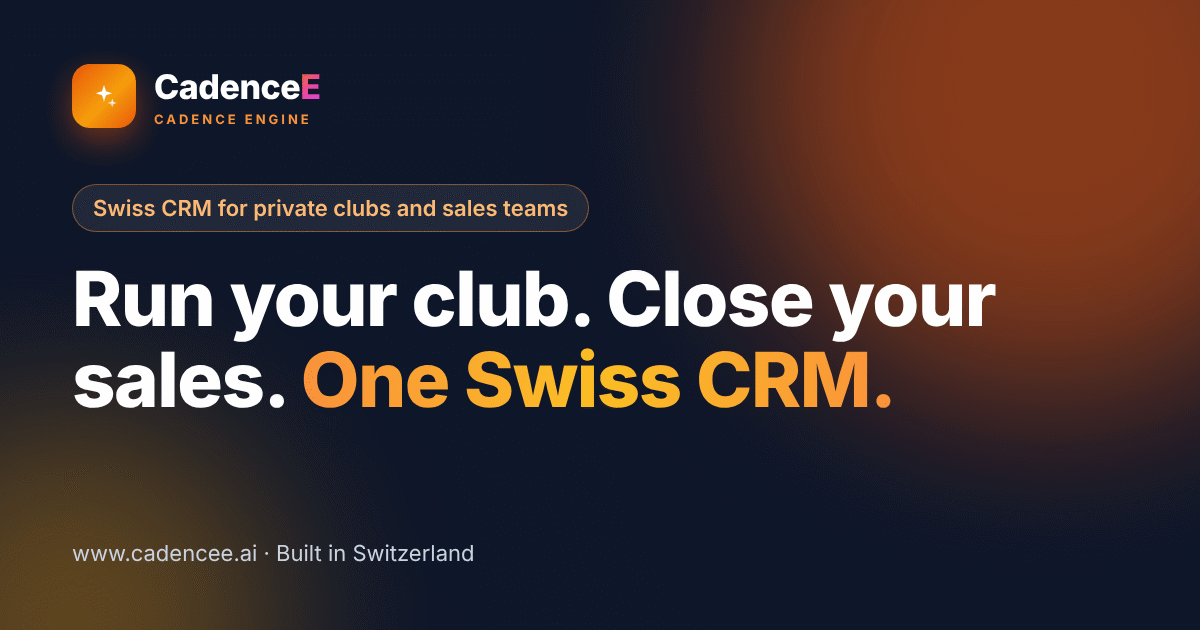 CadenceE
CADENCE ENGINE
Swiss CRM for private clubs and sales teams
Run your club. Close your
sales. One Swiss CRM.
www.cadencee.ai · Built in Switzerland